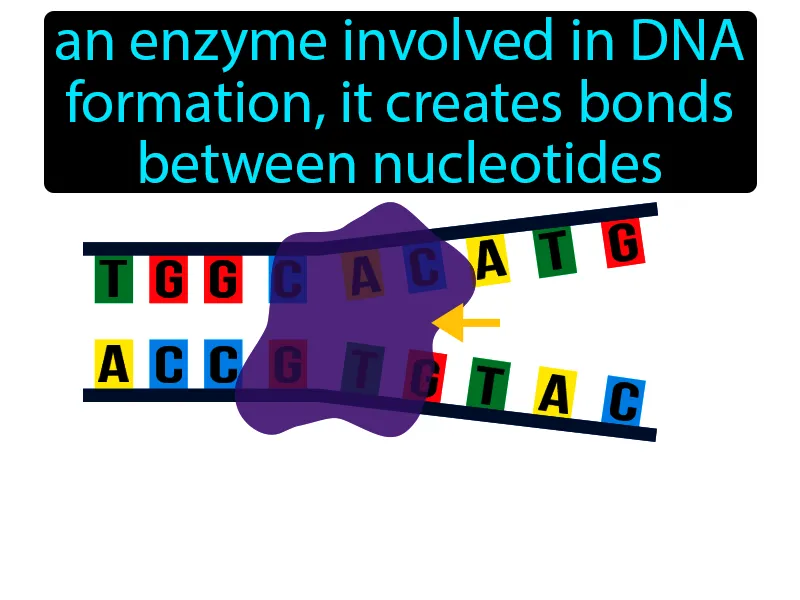 an enzyme involved in DNA
formation, it creates bonds
between nucleotides
T G G C A C A T G
A C C G T G T A C